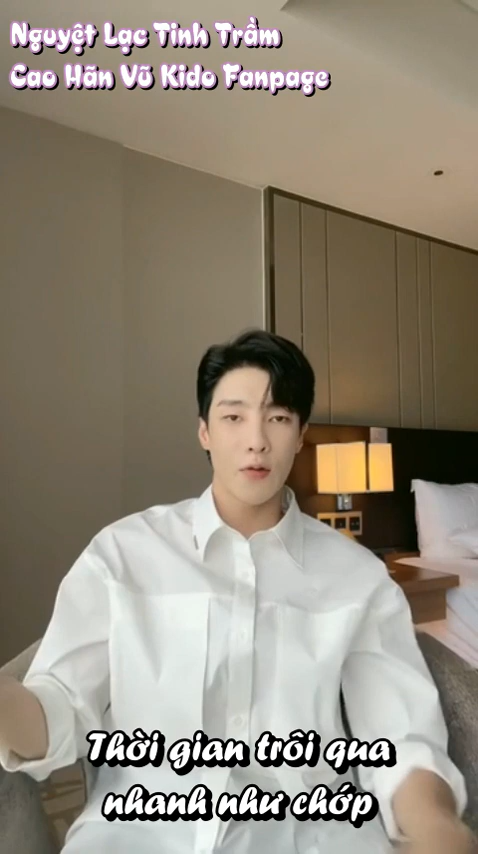 Nguyệt Lạc Tinh Trầm
Cao Hãn Vũ Kido Fanpage
Thời gian trôi qua
nhanh như chớp